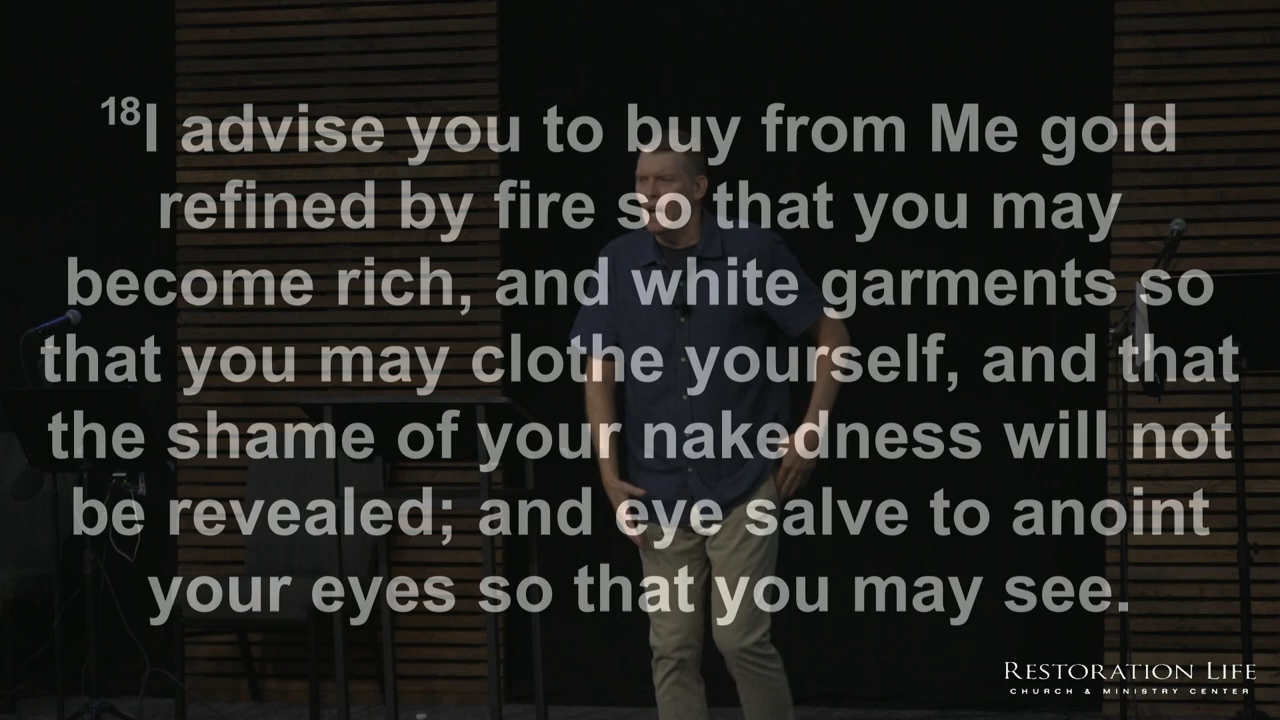 18I advise you to buy from Me gold
refined by fire so that you may
become rich, and white garments so
that you may clothe yourself, and that
the shame of your nakedness will not
be revealed; and eye salve to anoint
your eyes so that you may see.
RESTORATION LIFE
CHURCH & MINISTRY CENTER